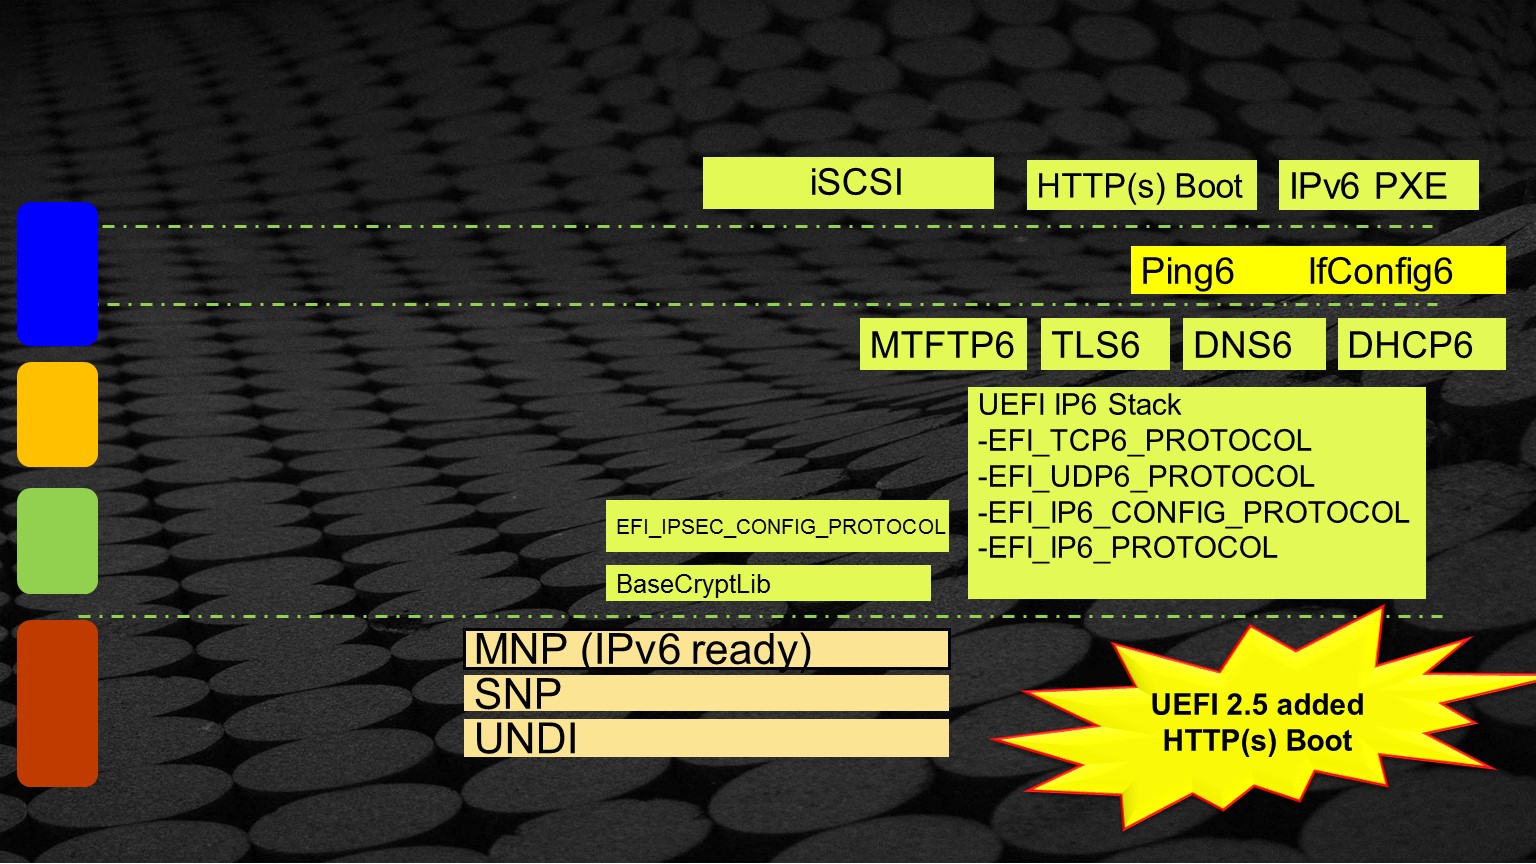 iSCSI
HTTP(s) Boot
IPv6 PXE
Ping6 IfConfig6
MTFTP6
TLS6
DNS6
DHCP6
UEFI IP6 Stack
-EFI_TCP6_PROTOCOL
-EFI_UDP6_PROTOCOL
-EFI_IP6_CONFIG_PROTOCOL
-EFI_IP6_PROTOCOL
EFI_IPSEC_CONFIG_PROTOCOL
BaseCryptLib
MNP (IPv6 ready)
SNP
UNDI
UEFI 2.5 added
HTTP(s) Boot